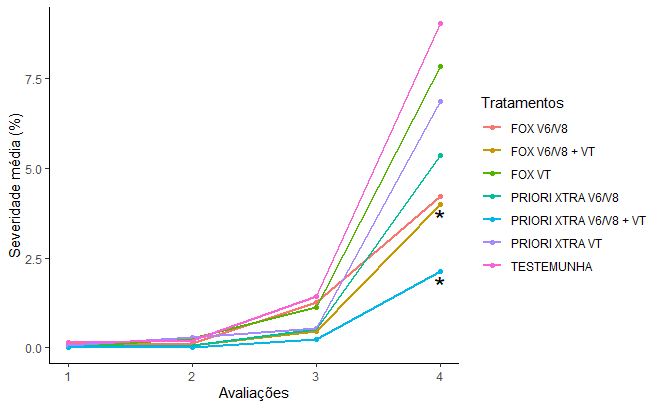 Severidade média (%)
7.5
5.0
2.5
0.0
*
*
1 2 3 4
Avaliações
Tratamentos
FOX V6/V8
FOX V6/V8 + VT
FOX VT
PRIORI XTRA V6/V8
PRIORI XTRA V6/V8 + VT
PRIORI XTRA VT
TESTEMUNHA